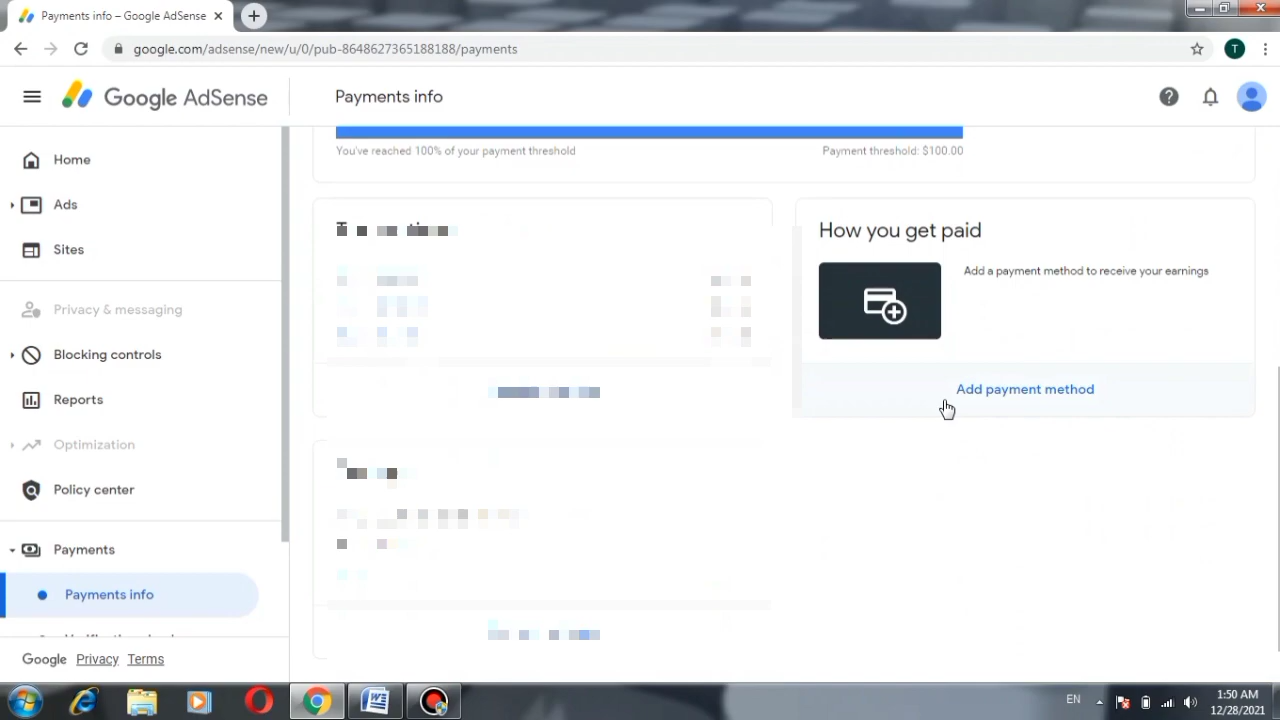 Payments info – Google AdSense
google.com/adsense/new/u/0/pub-8648627365188188/payments
T
Google AdSense
Payments info
You've reached 100% of your payment threshold
Payment threshold: $100.00
Home
Ads
Sites
Privacy & messaging
Blocking controls
Reports
Optimization
Policy center
Payments
Payments info
How you get paid
Add a payment method to receive your earnings
Add payment method
Google Privacy Terms
EN
1:50 AM
12/28/2021